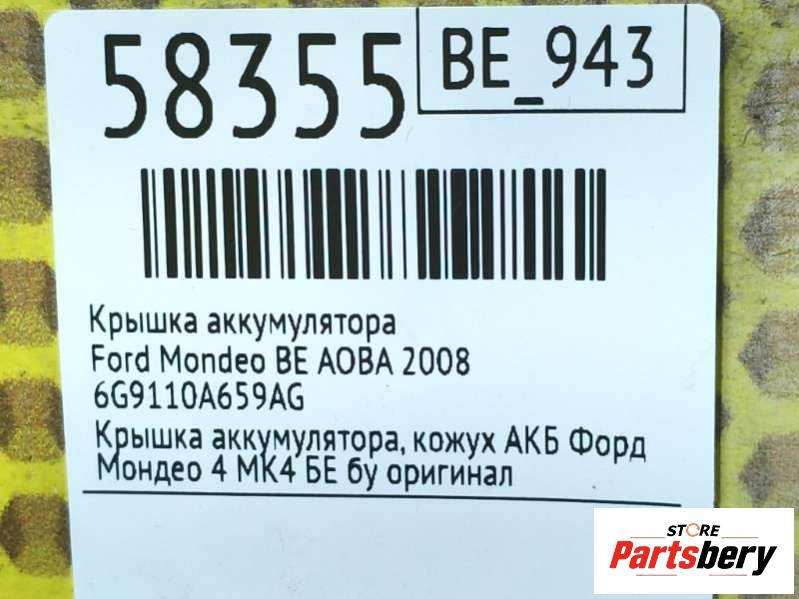 58355
BE_943
Крышка аккумулятора
Ford Mondeo BE AOBA 2008
6G9110A659AG
Крышка аккумулятора, кожух АКБ Форд
Мондео 4 МК4 БЕ бу оригинал
STORE
Partsbery